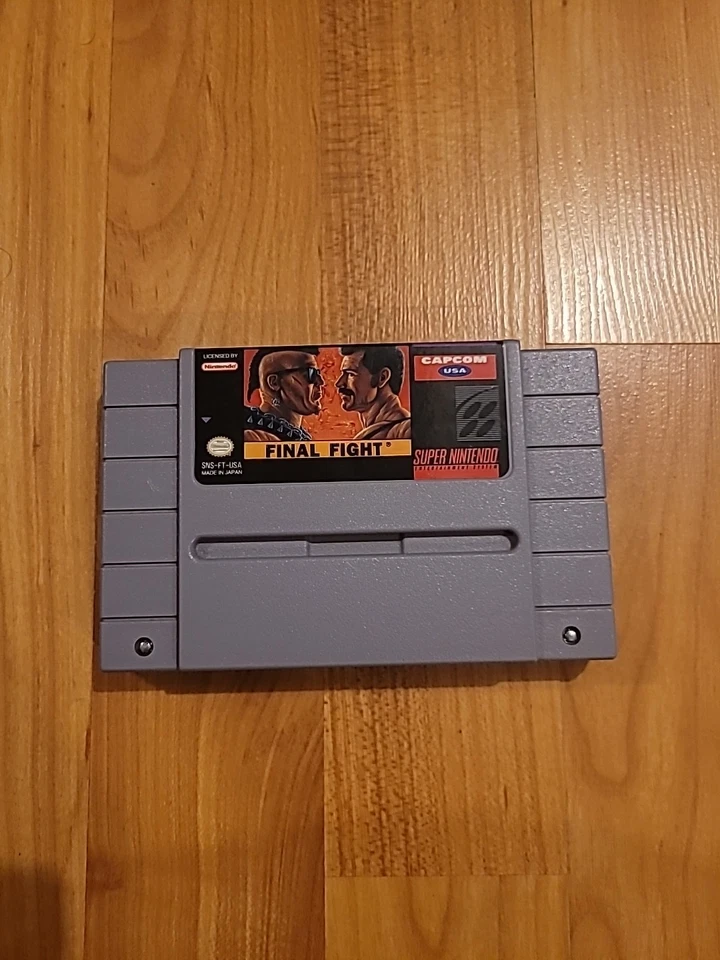 LICENSED BY
Nintendo
CAPCOM
USA
FINAL FIGHT®
SNS-FT-USA
MADE IN JAPAN
SUPER NINTENDO
ENTERTAINMENT SYSTEM